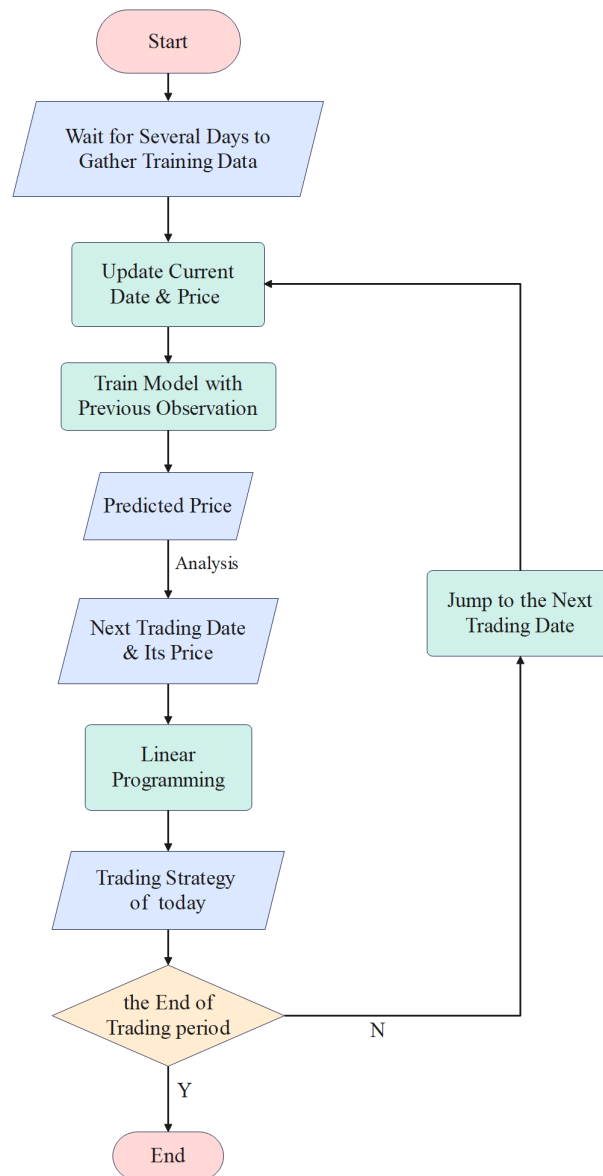 Start
Wait for Several Days to
Gather Training Data
Update Current
Date & Price
Train Model with
Previous Observation
Predicted Price
Analysis
Next Trading Date
& Its Price
Jump to the Next
Trading Date
Linear
Programming
Trading Strategy
of today
the End of
Trading period
N
Y
End